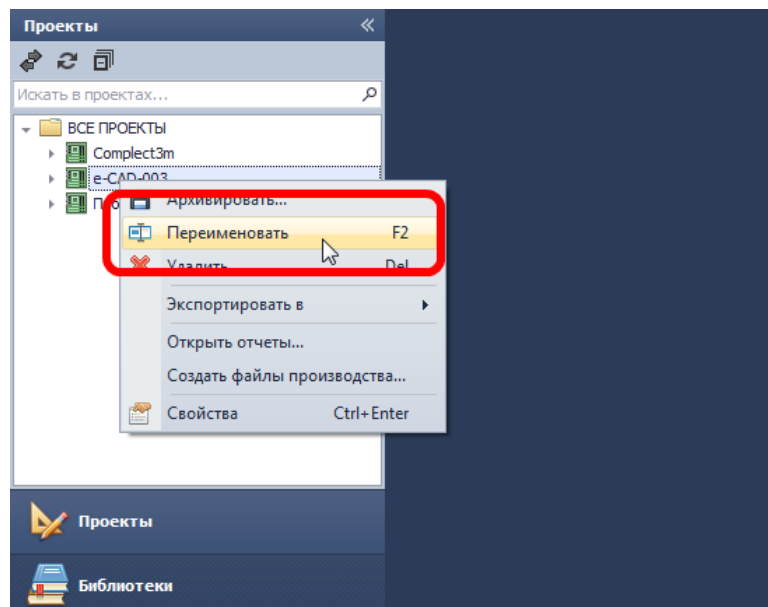 Проекты
Искать в проектах...
ВСЕ ПРОЕКТЫ
Complect3m
e-CAD-003
Архивировать...
Переименовать F2
Удалить Del
Экспортировать в
Открыть отчеты...
Создать файлы производства...
Свойства Ctrl+Enter
Проекты
Библиотеки